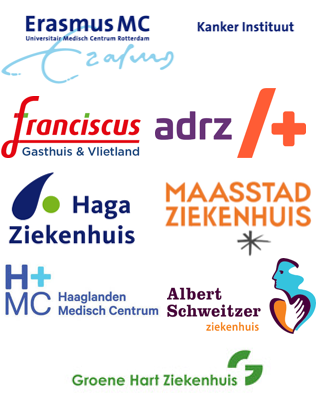 Erasmus MC
Universitair Medisch Centrum Rotterdam
Erasmus
Kanker Instituut
franciscus
Gasthuis & Vlietland
adrz
Haga
Ziekenhuis
MAASSTAD
ZIEKENHUIS
H+
MC
Haaglanden
Medisch Centrum
Albert
Schweitzer
ziekenhuis
Groene Hart Ziekenhuis